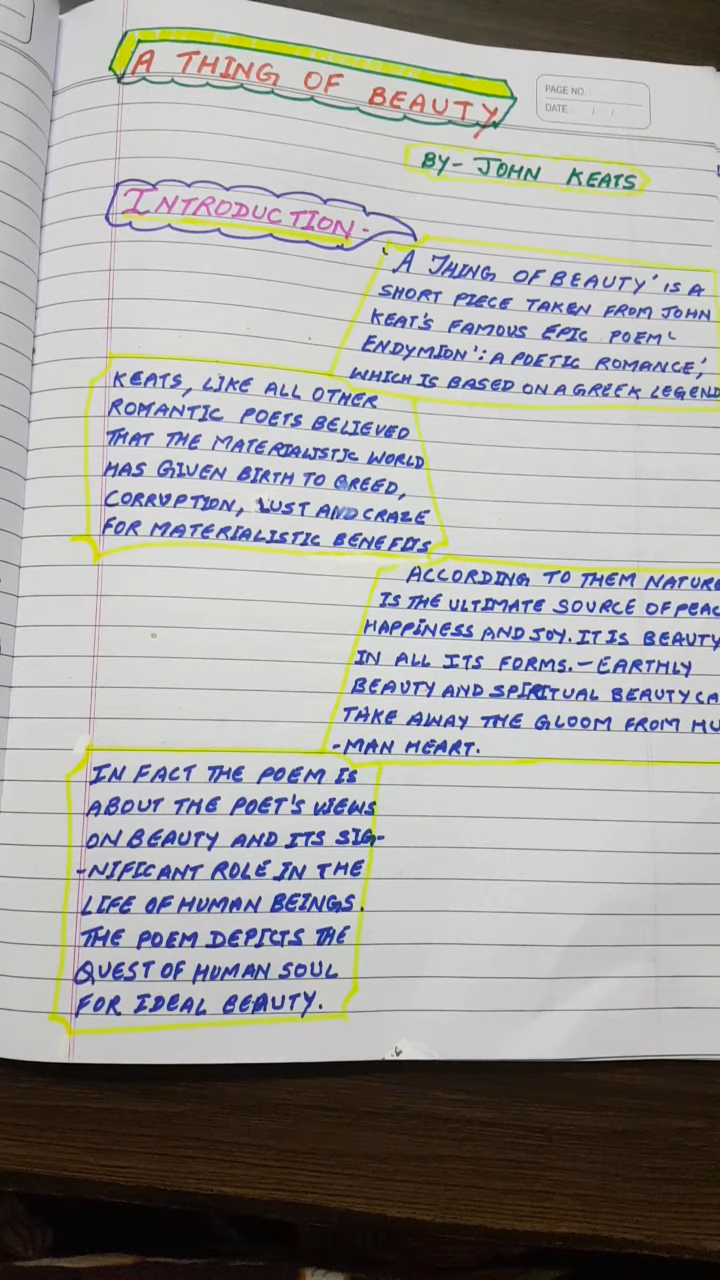 A THING OF BEAUTY
PAGE NO.:
DATE: / /
BY- JOHN KEATS
INTRODUCTION-
'A THING OF BEAUTY' IS A
SHORT PIECE TAKEN FROM JOHN
KEAT'S FAMOUS EPIC POEM '
ENDYMION': A POETIC ROMANCE,'
WHICH IS BASED ON A GREEK LEGEND
KEATS, LIKE ALL OTHER
ROMANTIC POETS BELIEVED
THAT THE MATERIALISTIC WORLD
HAS GIVEN BIRTH TO GREED,
CORRUPTION, LUST AND CRAZE
FOR MATERIALISTIC BENEFITS
ACCORDING TO THEM NATURE
IS THE ULTIMATE SOURCE OF PEAC
HAPPINESS AND JOY. IT IS BEAUTY
IN ALL ITS FORMS.-EARTHLY
BEAUTY AND SPIRITUAL BEAUTY CA
TAKE AWAY THE GLOOM FROM HU
-MAN HEART.
IN FACT THE POEM IS
ABOUT THE POET'S VIEWS
ON BEAUTY AND ITS SIG-
-NIFICANT ROLE IN THE
LIFE OF HUMAN BEINGS.
THE POEM DEPICTS THE
QUEST OF HUMAN SOUL
FOR IDEAL BEAUTY.